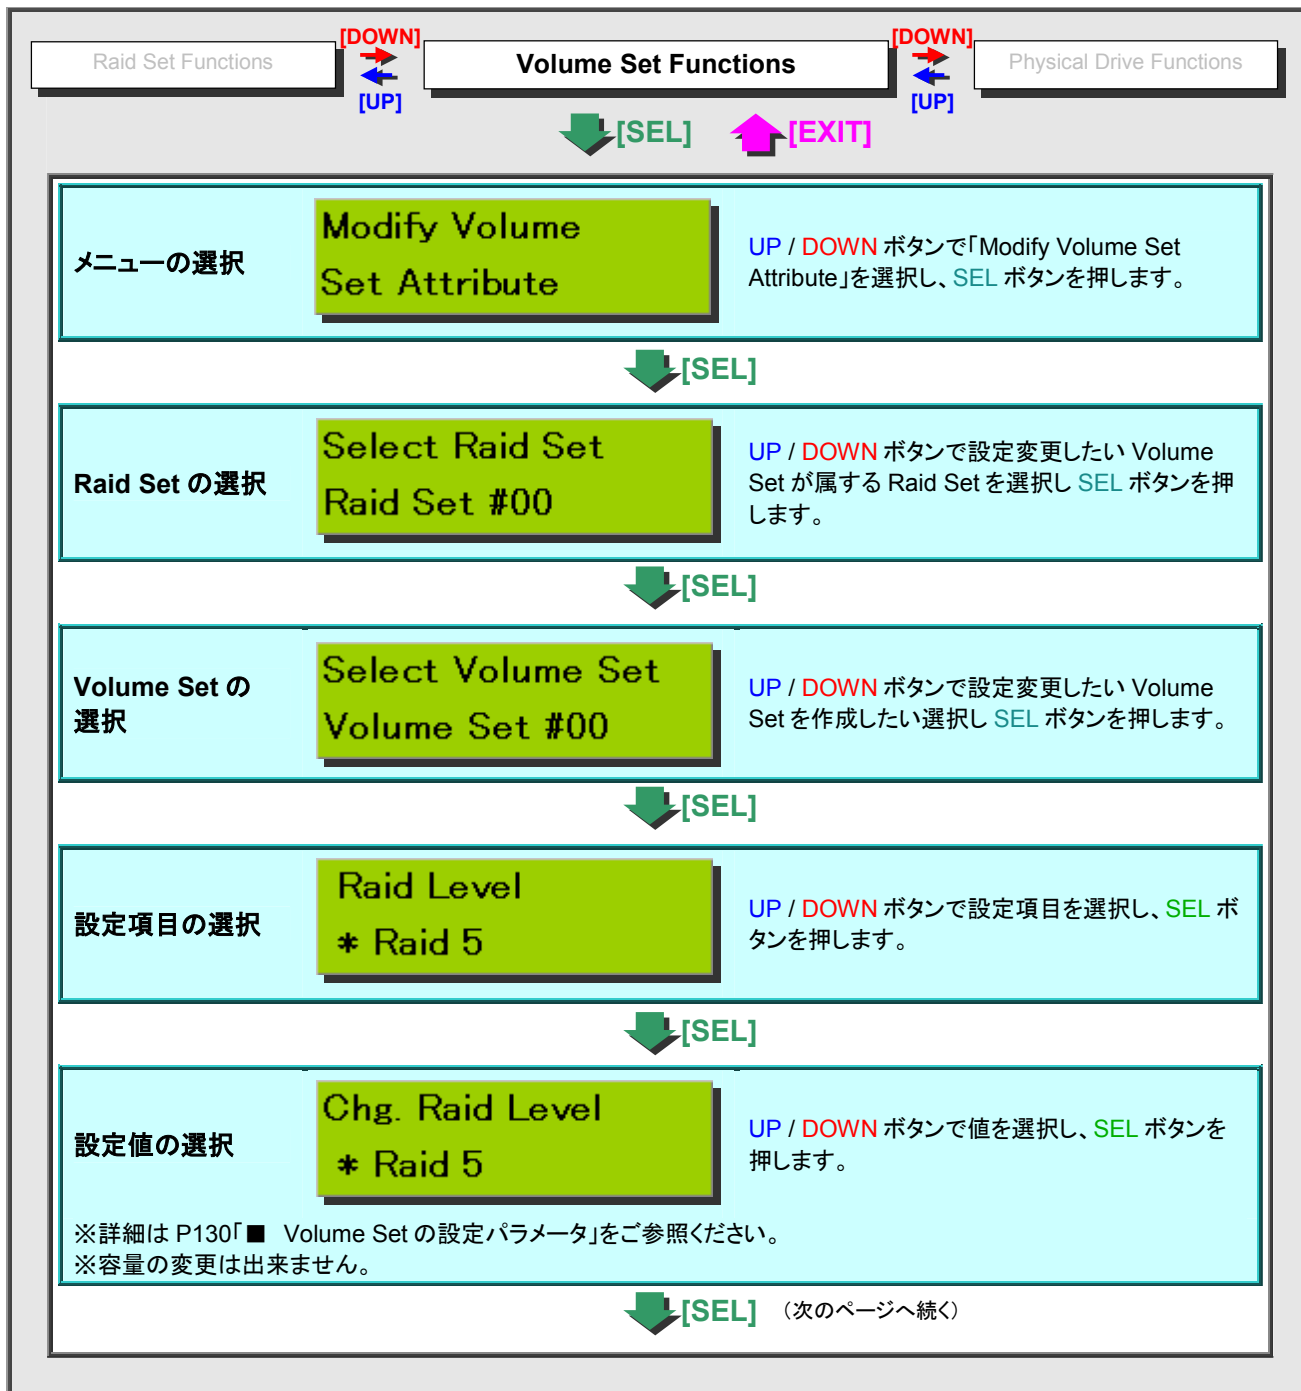 [DOWN]
[DOWN]
Raid Set Functions
Volume Set Functions
Physical Drive Functions
[UP]
[UP]
[SEL]
[EXIT]
メニューの選択
Modify Volume
Set Attribute
UP / DOWN ボタンで「Modify Volume Set
Attribute」を選択し、SEL ボタンを押します。
[SEL]
Raid Set の選択
Select Raid Set
Raid Set #00
UP / DOWN ボタンで設定変更したい Volume
Set が属する Raid Set を選択し SEL ボタンを押
します。
[SEL]
Volume Set の
選択
Select Volume Set
Volume Set #00
UP / DOWN ボタンで設定変更したい Volume
Set を作成したい選択し SEL ボタンを押します。
[SEL]
設定項目の選択
Raid Level
* Raid 5
UP / DOWN ボタンで設定項目を選択し、SEL ボ
タンを押します。
[SEL]
設定値の選択
Chg. Raid Level
* Raid 5
UP / DOWN ボタンで値を選択し、SEL ボタンを
押します。
※詳細は P130「■ Volume Set の設定パラメータ」をご参照ください。
※容量の変更は出来ません。
[SEL] （次のページへ続く）